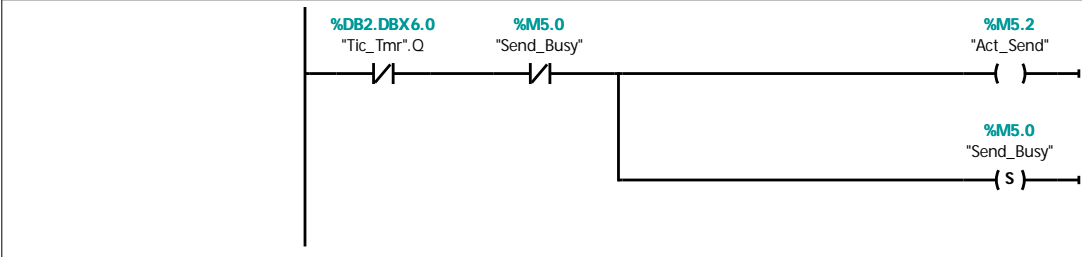 %DB2.DBX6.0
"Tic_Tmr".Q
%M5.0
"Send_Busy"
%M5.2
"Act_Send"
%M5.0
"Send_Busy"
S